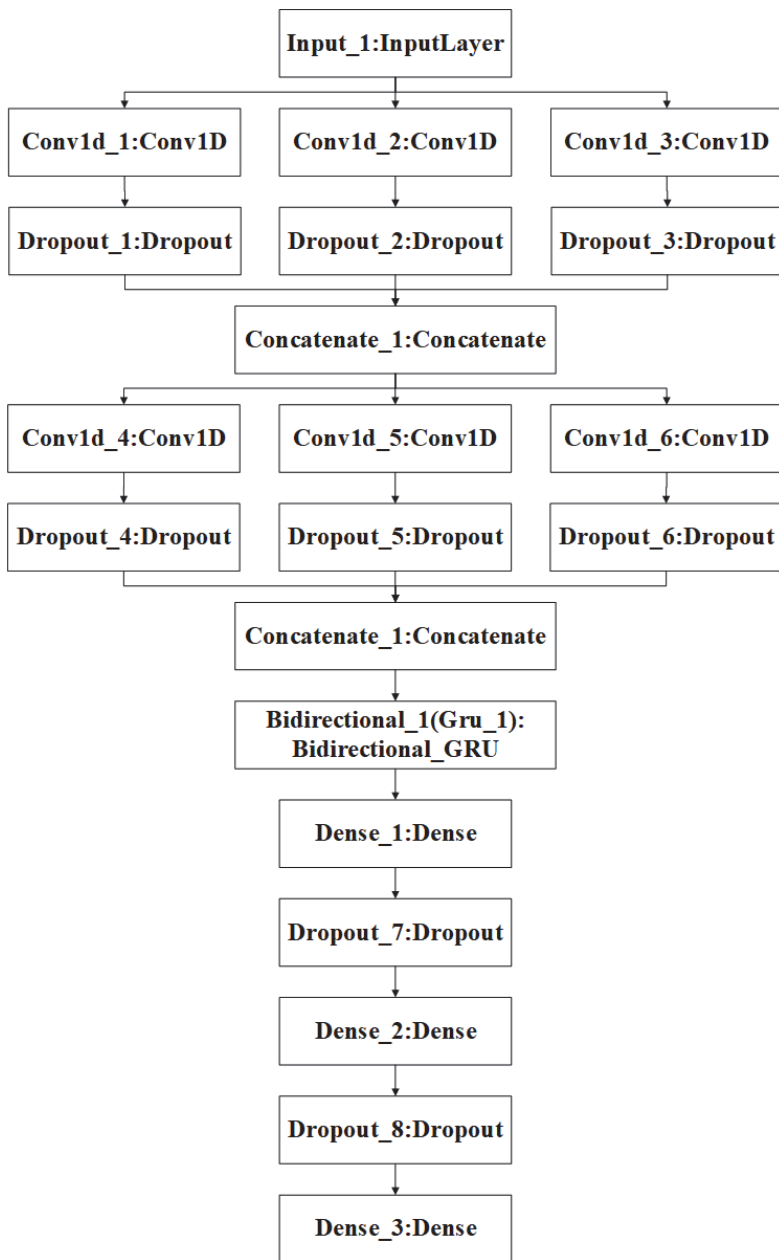 Input_1:InputLayer
Conv1d_1:Conv1D
Conv1d_2:Conv1D
Conv1d_3:Conv1D
Dropout_1:Dropout
Dropout_2:Dropout
Dropout_3:Dropout
Concatenate_1:Concatenate
Conv1d_4:Conv1D
Conv1d_5:Conv1D
Conv1d_6:Conv1D
Dropout_4:Dropout
Dropout_5:Dropout
Dropout_6:Dropout
Concatenate_1:Concatenate
Bidirectional_1(Gru_1):
Bidirectional_GRU
Dense_1:Dense
Dropout_7:Dropout
Dense_2:Dense
Dropout_8:Dropout
Dense_3:Dense